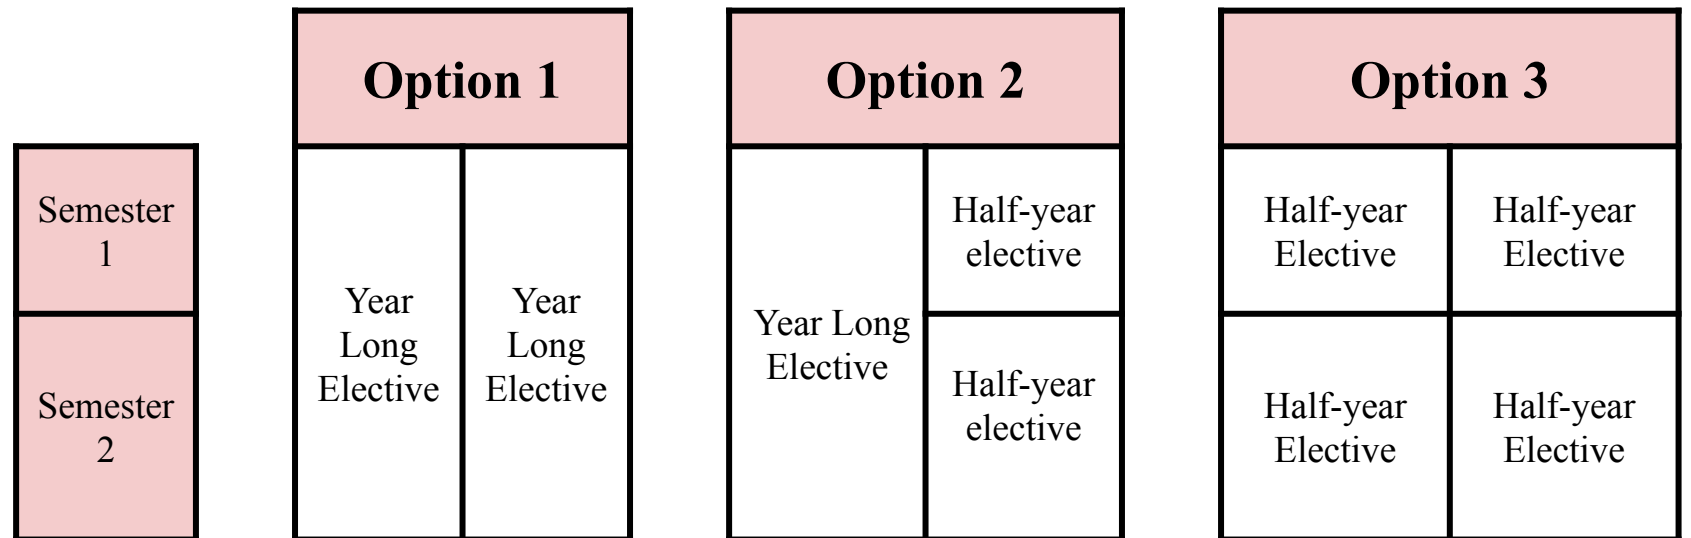 Option 1
Option 2
Option 3
Semester
1
Semester
2
Year
Long
Elective
Year
Long
Elective
Year Long
Elective
Half-year
elective
Half-year
elective
Half-year
Elective
Half-year
Elective
Half-year
Elective
Half-year
Elective